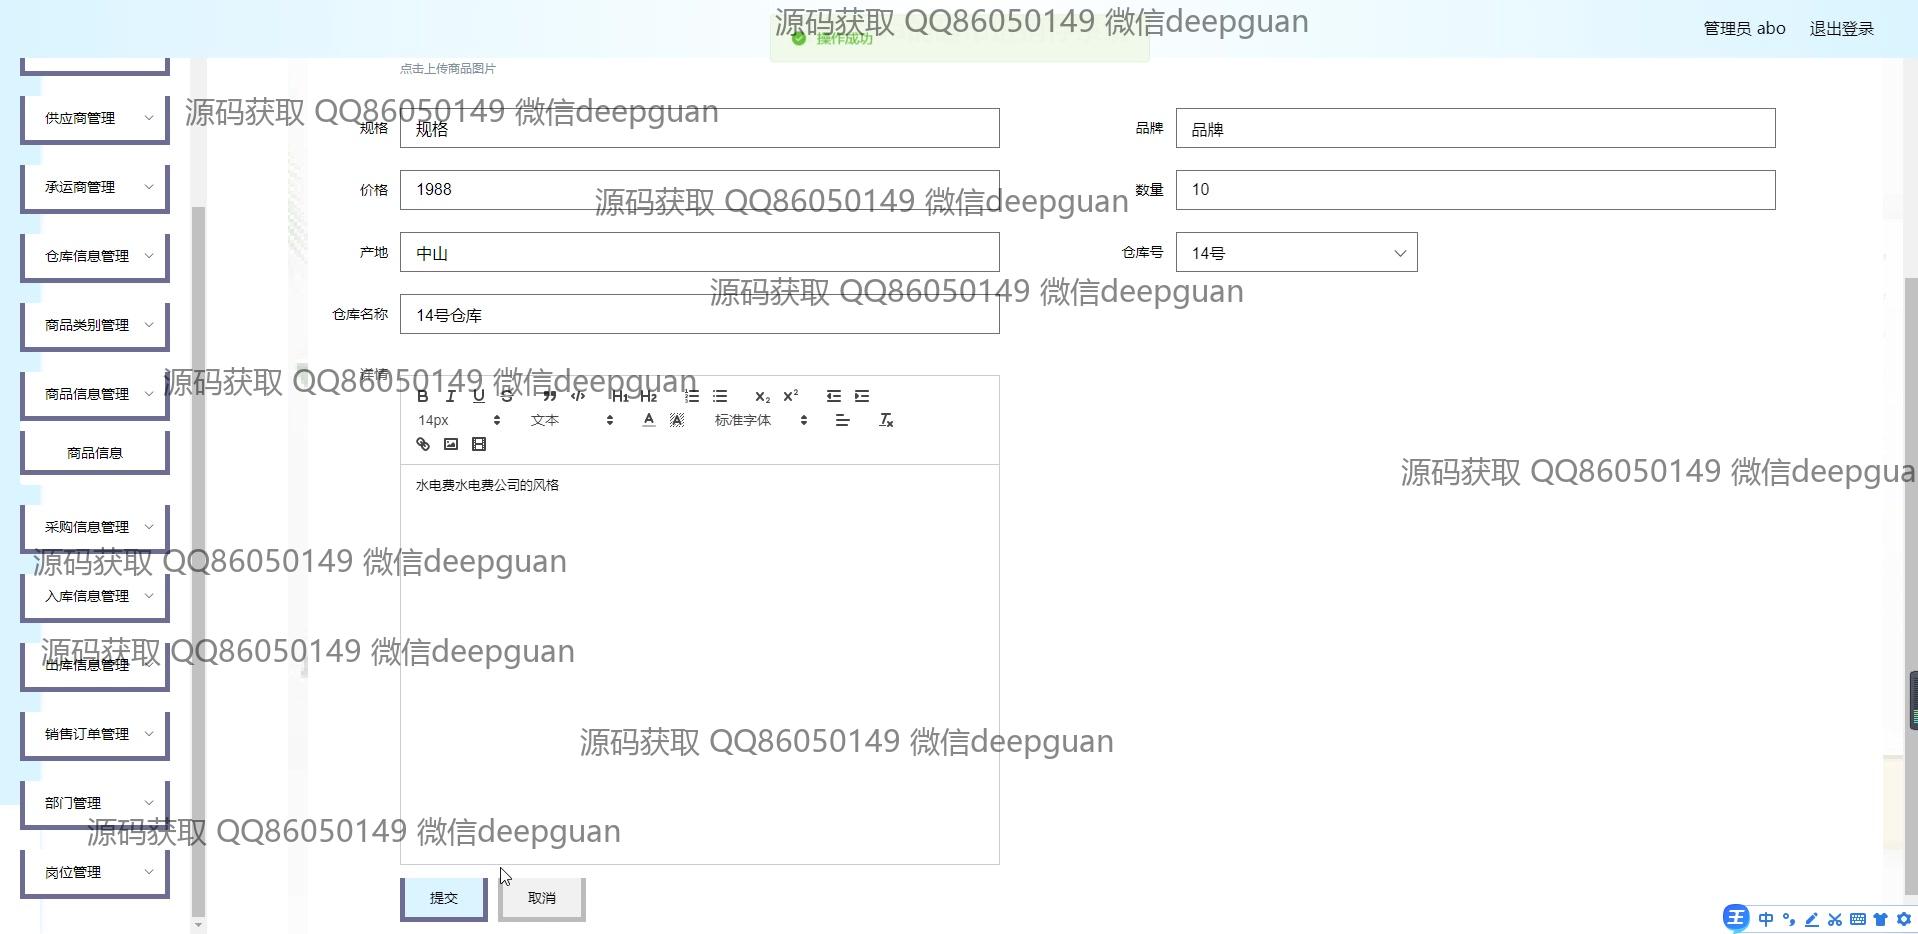 源码获取 QQ86050149 微信deepguan
操作成功
管理员 abo
退出登录
点击上传商品图片
供应商管理
源码获取 QQ86050149 微信deepguan
规格
规格
品牌
品牌
承运商管理
价格
1988
源码获取 QQ86050149 微信deepguan
数量
10
仓库信息管理
产地
中山
仓库号
14号
源码获取 QQ86050149 微信deepguan
商品类别管理
仓库名称
14号仓库
商品信息管理
源码获取 QQ86050149 微信deepguan
详情
B I U S H1 H2 X2 X2
14px 文本 A A 标准字体 Tx
商品信息
水电费水电费公司的风格
源码获取 QQ86050149 微信deepgua
采购信息管理
源码获取 QQ86050149 微信deepguan
入库信息管理
源码获取 QQ86050149 微信deepguan
出库信息管理
销售订单管理
源码获取 QQ86050149 微信deepguan
部门管理
源码获取 QQ86050149 微信deepguan
岗位管理
提交
取消
王 中